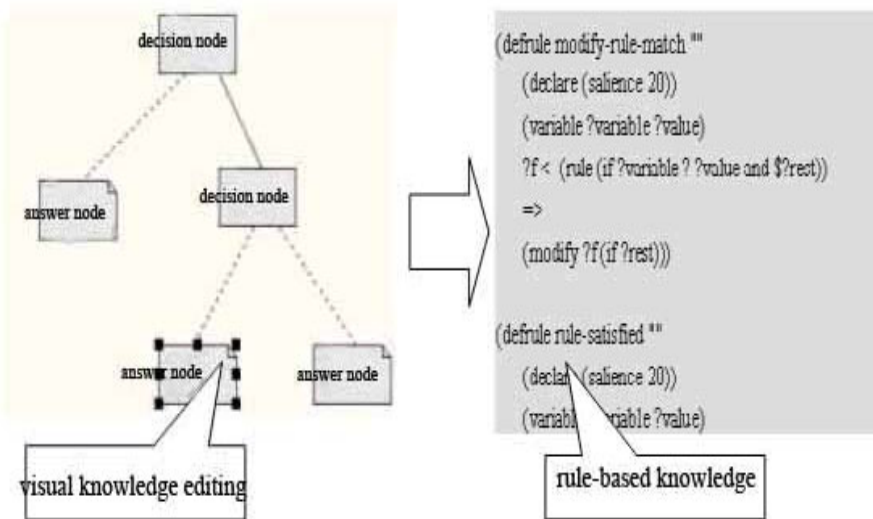 decision node
answer node
decision node
answer node
answer node
visual knowledge editing
(defrule modify-rule-match ""
(declare (salience 20))
(variable ?variable ?value)
?f < (rule (if ?variable ? ?value and $?rest))
=>
(modify ?f (if ?rest)))
(defrule rule-satisfied ""
(declar (salience 20))
(variabl riable ?value)
rule-based knowledge